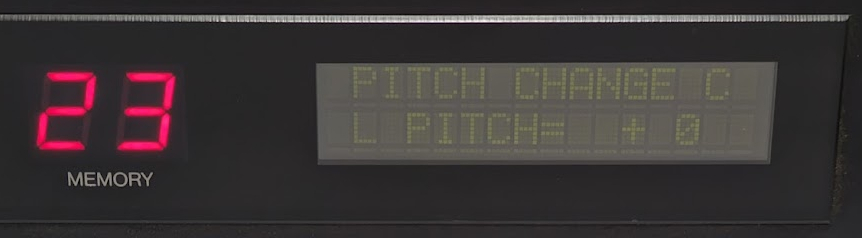 23
MEMORY
PITCH CHANGE C
L PITCH= + 0